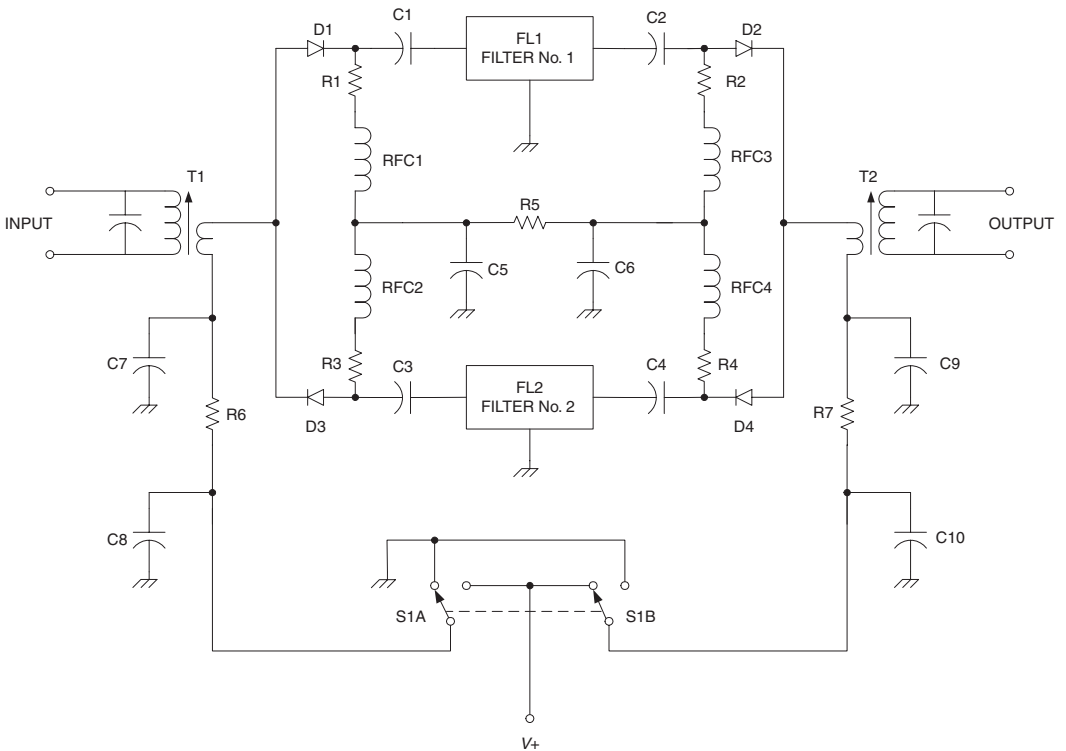 C1
C2
D1
D2
FL1
FILTER No. 1
R1
R2
RFC1
RFC3
T1
T2
R5
INPUT
OUTPUT
C5
C6
RFC2
RFC4
R3
R4
C7
C3
C4
C9
FL2
FILTER No. 2
R6
R7
D3
D4
C8
C10
S1A
S1B
V+